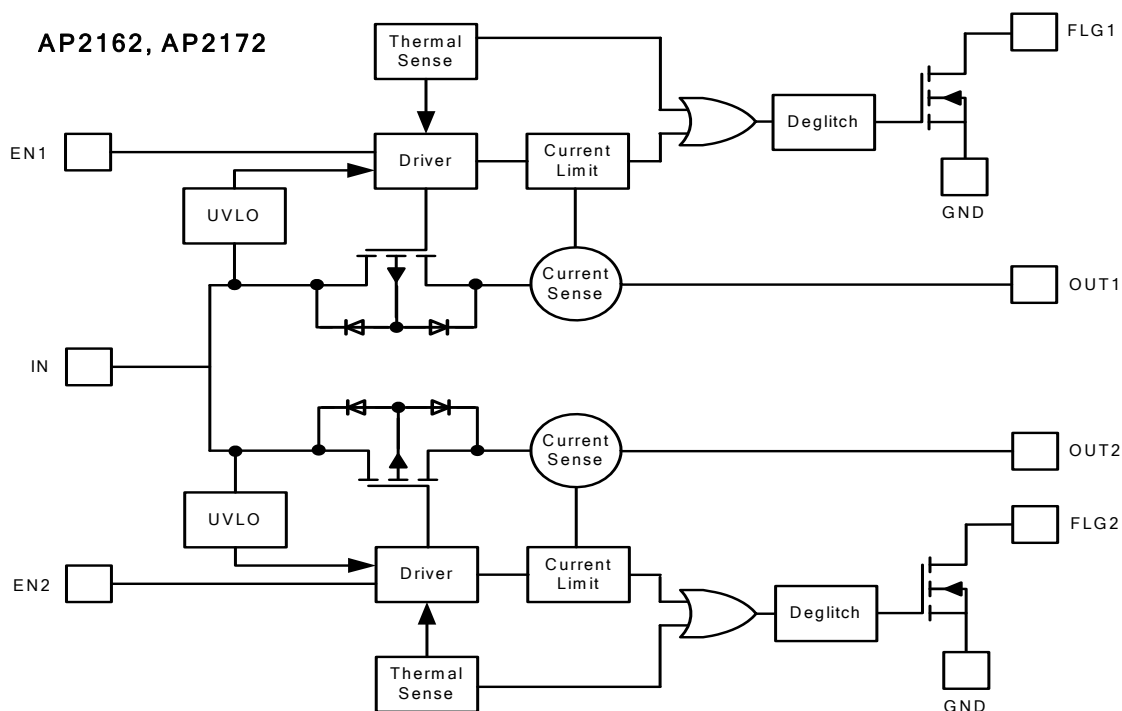 AP2162, AP2172
Thermal
Sense
FLG1
EN1
Driver
Current
Limit
Deglitch
UVLO
GND
Current
Sense
OUT1
IN
Current
Sense
OUT2
UVLO
FLG2
EN2
Driver
Current
Limit
Deglitch
Thermal
Sense
GND